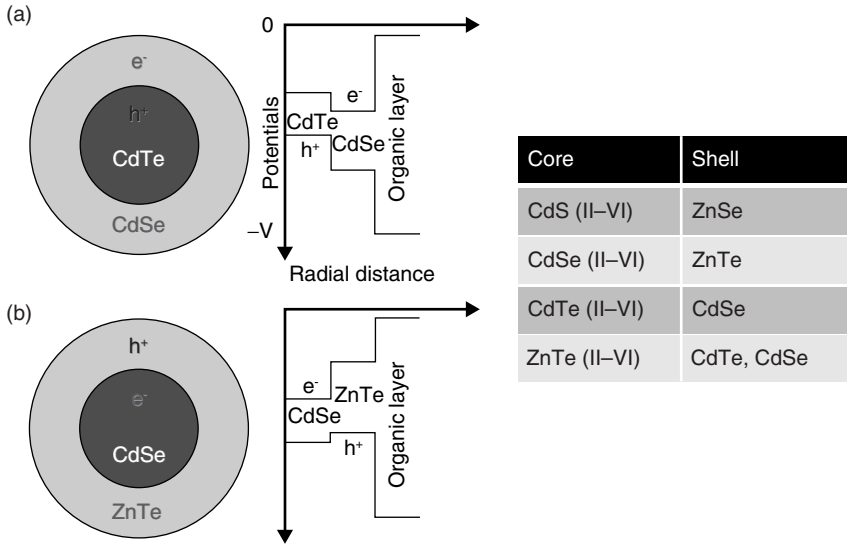 (a)
e-
h+
CdTe
CdSe
0
Potentials
–V
CdTe
h+
e-
CdSe
Organic layer
Radial distance
(b)
h+
e-
CdSe
ZnTe
e-
CdSe
ZnTe
h+
Organic layer
Core Shell
CdS (II–VI) ZnSe
CdSe (II–VI) ZnTe
CdTe (II–VI) CdSe
ZnTe (II–VI) CdTe, CdSe